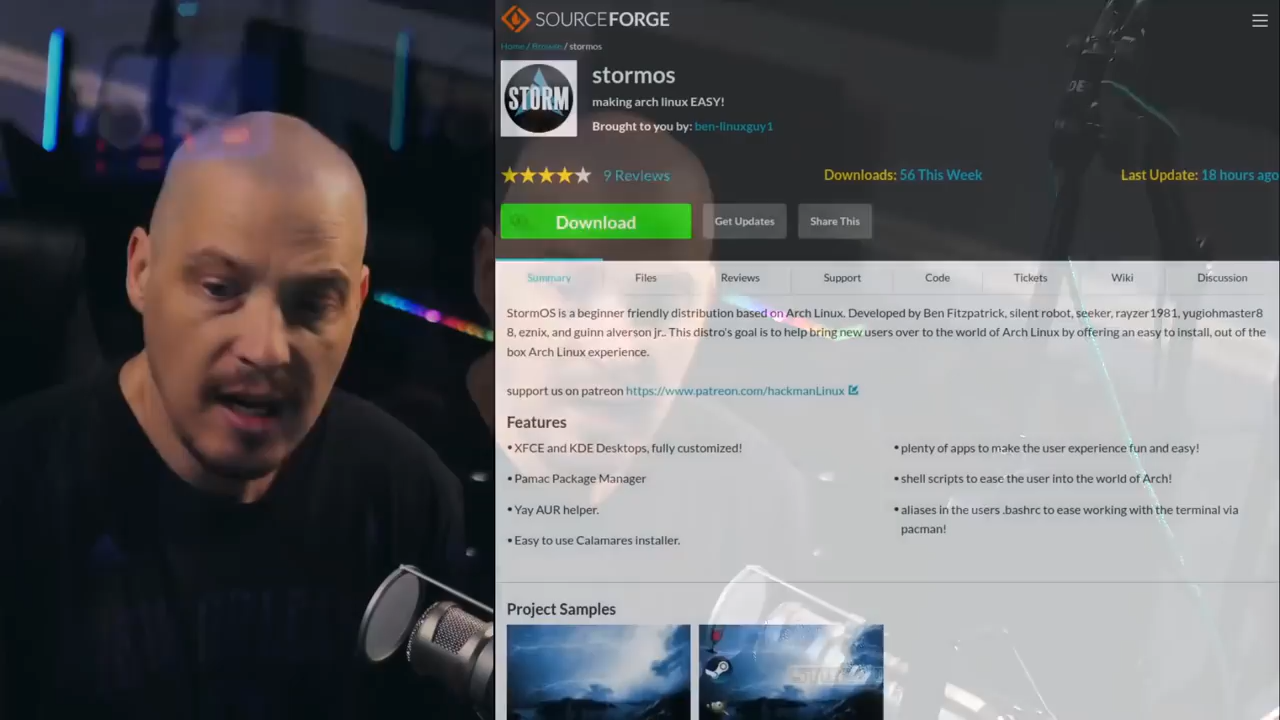 SOURCEFORGE
Home / Browse / stormos
STORM
stormos
making arch linux EASY!
Brought to you by: ben-linuxguy1
9 Reviews
Downloads: 56 This Week
Last Update: 18 hours ago
Download
Get Updates
Share This
Summary
Files
Reviews
Support
Code
Tickets
Wiki
Discussion
StormOS is a beginner friendly distribution based on Arch Linux. Developed by Ben Fitzpatrick, silent robot, seeker, rayzer1981, yugiohmaster8
8, eznix, and guinn alverson jr.. This distro's goal is to help bring new users over to the world of Arch Linux by offering an easy to install, out of the
box Arch Linux experience.
support us on patreon https://www.patreon.com/hackmanLinux
Features
• XFCE and KDE Desktops, fully customized!
• Pamac Package Manager
• Yay AUR helper.
• Easy to use Calamares installer.
• plenty of apps to make the user experience fun and easy!
• shell scripts to ease the user into the world of Arch!
• aliases in the users .bashrc to ease working with the terminal via
pacman!
Project Samples